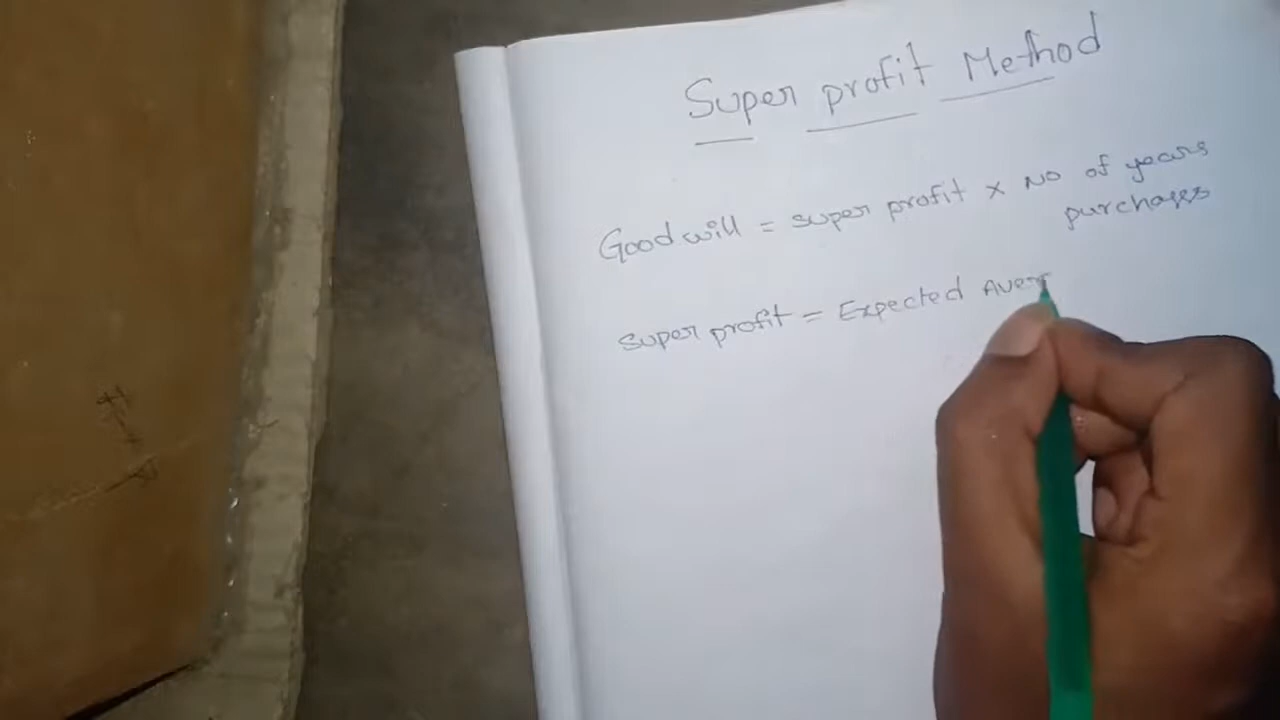 Super profit Method
Goodwill = super profit × No of years
purchases
Super profit = Expected Aver